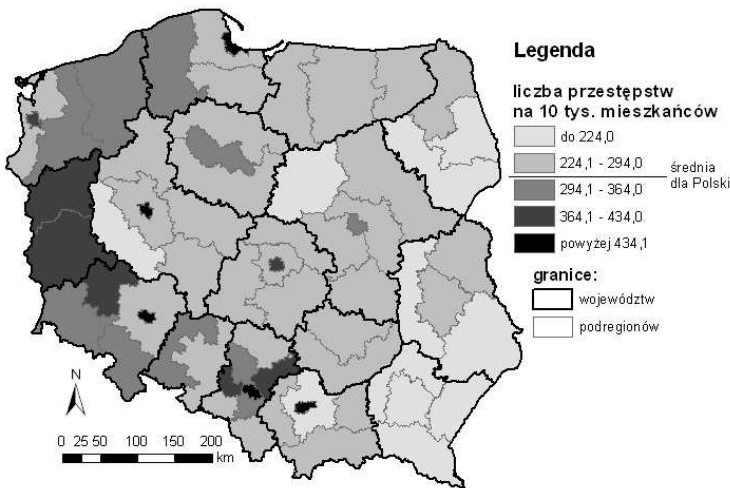 Legenda
liczba przestępstw
na 10 tys. mieszkańców
do 224,0
224,1 - 294,0
średnia
dla Polski
294,1 - 364,0
364,1 - 434,0
powyżej 434,1
granice:
województw
podregionów
N
0 25 50 100 150 200
km